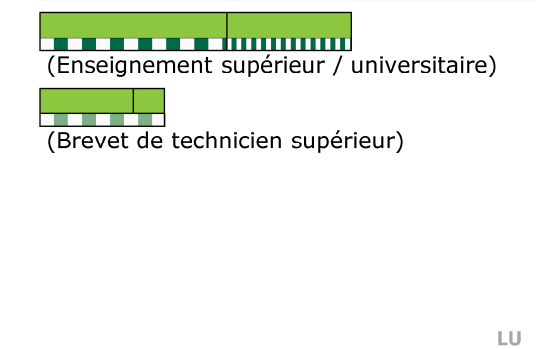 (Enseignement supérieur / universitaire)
(Brevet de technicien supérieur)
LU